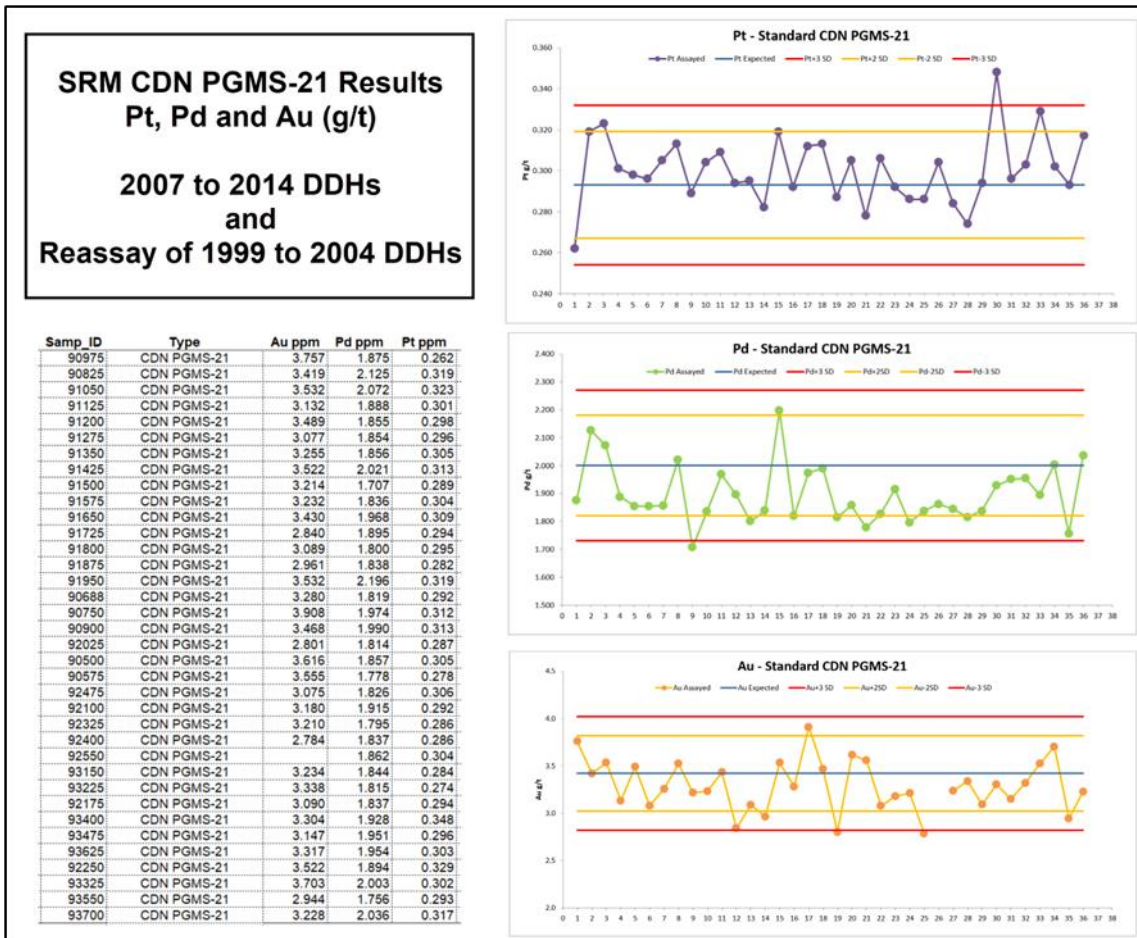 SRM CDN PGMS-21 Results
Pt, Pd and Au (g/t)
2007 to 2014 DDHs
and
Reassay of 1999 to 2004 DDHs
Samp_ID Type Au ppm Pd ppm Pt ppm
90975 CDN PGMS-21 3.757 1.875 0.262
90825 CDN PGMS-21 3.419 2.125 0.319
91050 CDN PGMS-21 3.532 2.072 0.323
91125 CDN PGMS-21 3.132 1.888 0.301
91200 CDN PGMS-21 3.489 1.855 0.298
91275 CDN PGMS-21 3.077 1.854 0.296
91350 CDN PGMS-21 3.255 1.856 0.305
91425 CDN PGMS-21 3.522 2.021 0.313
91500 CDN PGMS-21 3.214 1.707 0.289
91575 CDN PGMS-21 3.232 1.836 0.304
91650 CDN PGMS-21 3.430 1.968 0.309
91725 CDN PGMS-21 2.840 1.895 0.294
91800 CDN PGMS-21 3.089 1.800 0.295
91875 CDN PGMS-21 2.961 1.838 0.282
91950 CDN PGMS-21 3.532 2.196 0.319
90688 CDN PGMS-21 3.280 1.819 0.292
90750 CDN PGMS-21 3.908 1.974 0.312
90900 CDN PGMS-21 3.468 1.990 0.313
92025 CDN PGMS-21 2.801 1.814 0.287
90500 CDN PGMS-21 3.616 1.857 0.305
90575 CDN PGMS-21 3.555 1.778 0.278
92475 CDN PGMS-21 3.075 1.826 0.306
92100 CDN PGMS-21 3.180 1.915 0.292
92325 CDN PGMS-21 3.210 1.795 0.286
92400 CDN PGMS-21 2.784 1.837 0.286
92550 CDN PGMS-21 1.862 0.304
93150 CDN PGMS-21 3.234 1.844 0.284
93225 CDN PGMS-21 3.338 1.815 0.274
92175 CDN PGMS-21 3.090 1.837 0.294
93400 CDN PGMS-21 3.304 1.928 0.348
93475 CDN PGMS-21 3.147 1.951 0.296
93625 CDN PGMS-21 3.317 1.954 0.303
92250 CDN PGMS-21 3.522 1.894 0.329
93325 CDN PGMS-21 3.703 2.003 0.302
93550 CDN PGMS-21 2.944 1.756 0.293
93700 CDN PGMS-21 3.228 2.036 0.317
Pt - Standard CDN PGMS-21
Pt Assayed Pt Expected Pt+3 SD Pt+2 SD Pt-2 SD Pt-3 SD
Pt g/t
0.360
0.340
0.320
0.300
0.280
0.260
0.240
0 1 2 3 4 5 6 7 8 9 10 11 12 13 14 15 16 17 18 19 20 21 22 23 24 25 26 27 28 29 30 31 32 33 34 35 36 37 38
Pd - Standard CDN PGMS-21
Pd Assayed Pd Expected Pd+3 SD Pd+2SD Pd-2SD Pd-3 SD
Pd g/t
2.400
2.300
2.200
2.100
2.000
1.900
1.800
1.700
1.600
1.500
0 1 2 3 4 5 6 7 8 9 10 11 12 13 14 15 16 17 18 19 20 21 22 23 24 25 26 27 28 29 30 31 32 33 34 35 36 37 38
Au - Standard CDN PGMS-21
Au Assayed Au Expected Au+3 SD Au+2SD Au-2SD Au-3 SD
Au g/t
4.5
4.0
3.5
3.0
2.5
2.0
0 1 2 3 4 5 6 7 8 9 10 11 12 13 14 15 16 17 18 19 20 21 22 23 24 25 26 27 28 29 30 31 32 33 34 35 36 37 38